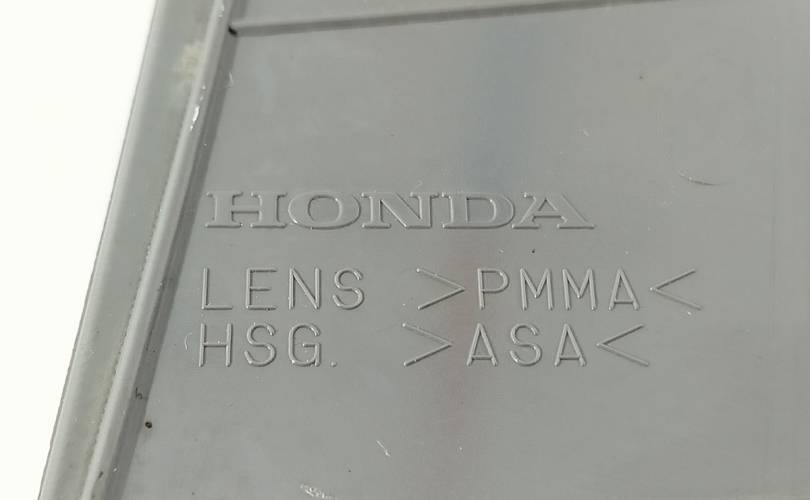 HONDA
LENS >PMMA<
HSG. >ASA<